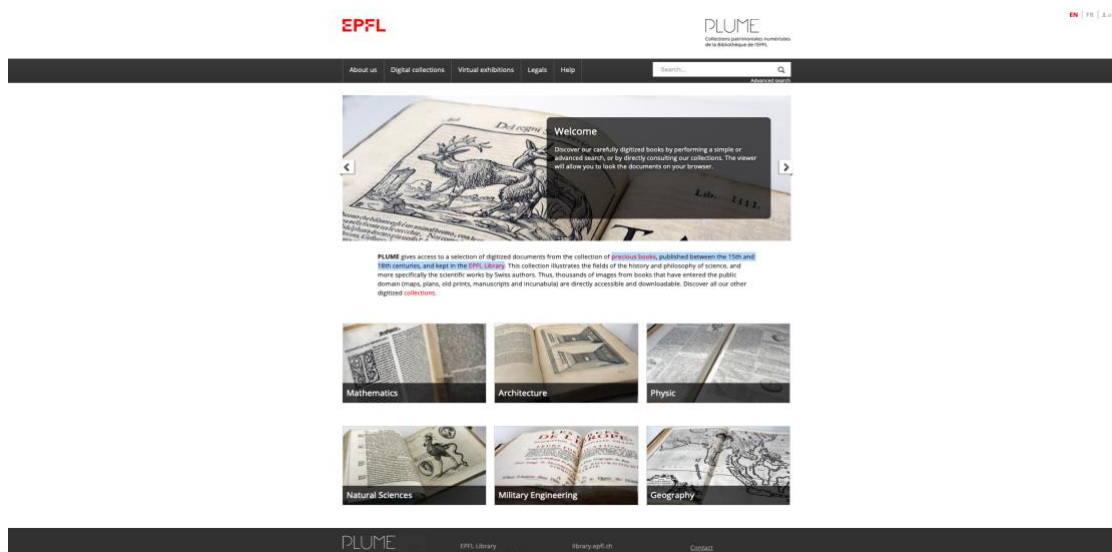 EPFL
PLUME
Collections patrimoniales numérisées
de la Bibliothèque de l'EPFL
EN | FR |
About us Digital collections Virtual exhibitions Legals Help Search...
Advanced search
Del regni
Lib. IIII.
Welcome
Discover our carefully digitized books by performing a simple or
advanced search, or by directly consulting our collections. The viewer
will allow you to look the documents on your browser.
PLUME gives access to a selection of digitized documents from the collection of precious books, published between the 15th and
18th centuries, and kept in the EPFL Library. This collection illustrates the fields of the history and philosophy of science, and
more specifically the scientific works by Swiss authors. Thus, thousands of images from books that have entered the public
domain (maps, plans, old prints, manuscripts and incunabula) are directly accessible and downloadable. Discover all our other
digitized collections.
Mathematics
Architecture
Physic
Natural Sciences
DE L'EUROPE,
Military Engineering
Geography
PLUME
EPFL Library
library.epfl.ch
Contact